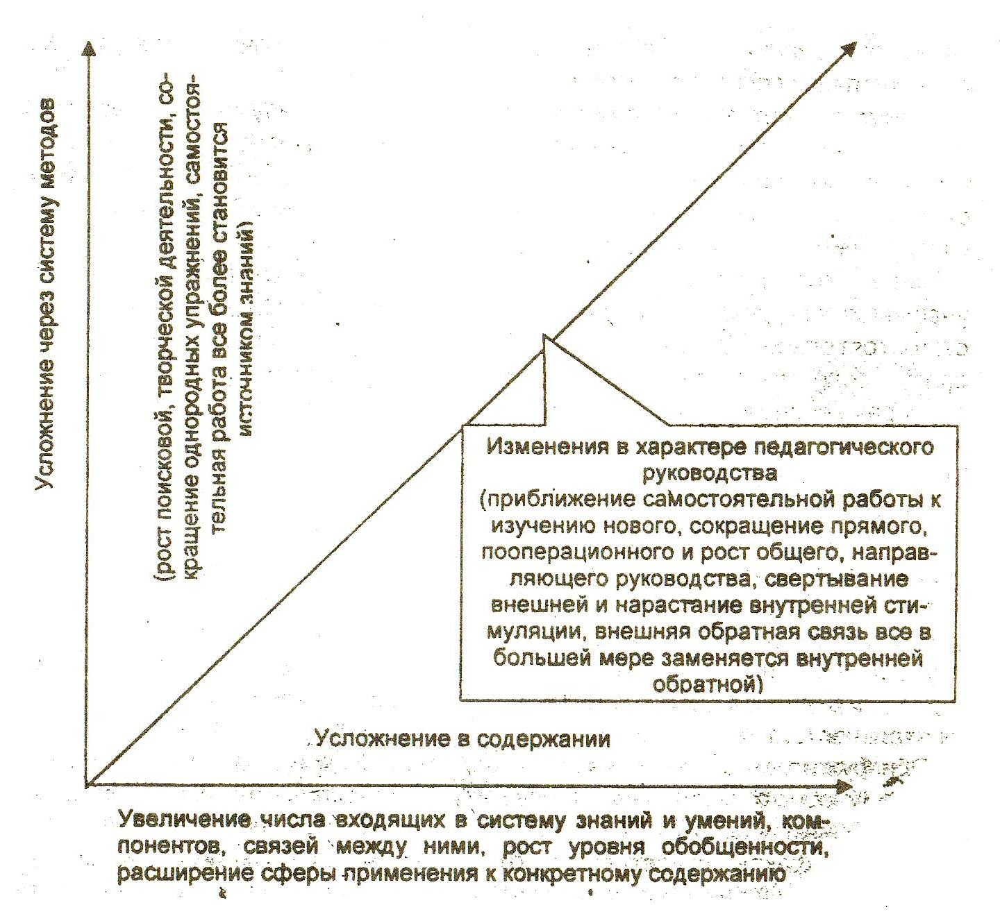 Усложнение через систему методов
(рост поисковой, творческой деятельности, со-
кращение однородных упражнений, самостоя-
тельная работа все более становится
источником знаний)
Изменения в характере педагогического
руководства
(приближение самостоятельной работы к
изучению нового, сокращение прямого,
пооперационного и рост общего, направ-
ляющего руководства, свертывание
внешней и нарастание внутренней сти-
муляции, внешняя обратная связь все в
большей мере заменяется внутренней
обратной)
Усложнение в содержании
Увеличение числа входящих в систему знаний и умений, ком-
понентов, связей между ними, рост уровня обобщенности,
расширение сферы применения к конкретному содержанию